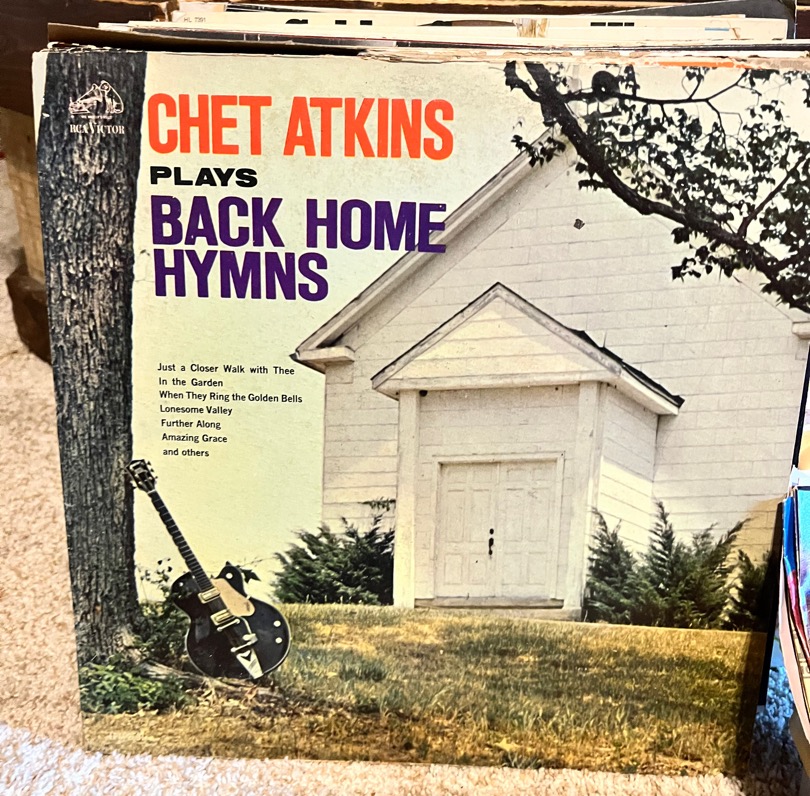 CHET ATKINS
PLAYS
BACK HOME
HYMNS
RCA VICTOR
Just a Closer Walk with Thee
In the Garden
When They Ring the Golden Bells
Lonesome Valley
Further Along
Amazing Grace
and others